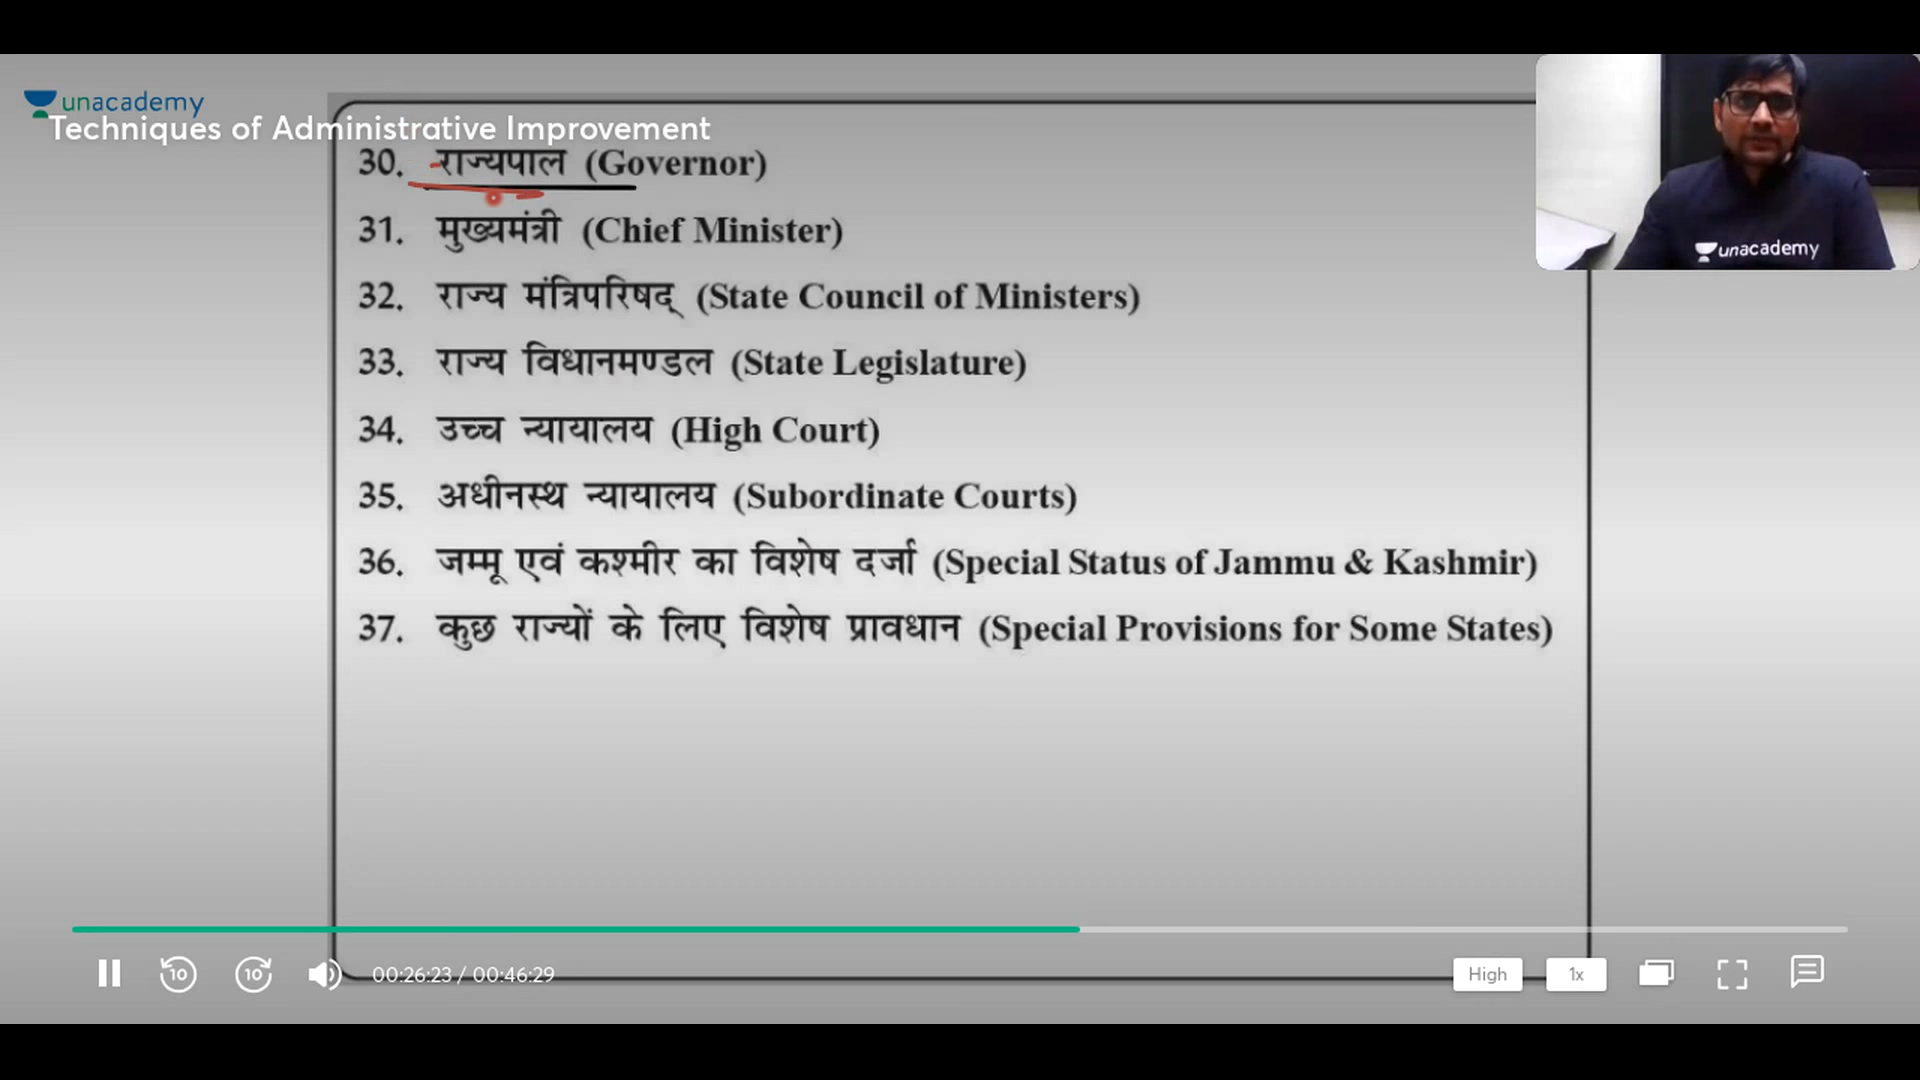 unacademy
Techniques of Administrative Improvement
30. राज्यपाल (Governor)
31. मुख्यमंत्री (Chief Minister)
32. राज्य मंत्रिपरिषद् (State Council of Ministers)
33. राज्य विधानमण्डल (State Legislature)
34. उच्च न्यायालय (High Court)
35. अधीनस्थ न्यायालय (Subordinate Courts)
36. जम्मू एवं कश्मीर का विशेष दर्जा (Special Status of Jammu & Kashmir)
37. कुछ राज्यों के लिए विशेष प्रावधान (Special Provisions for Some States)
unacademy
10 10 00:26:23 / 00:46:29 High 1x